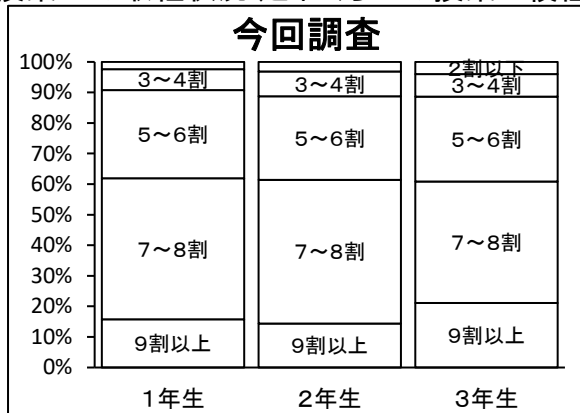 今回調査
100%
90%
80%
70%
60%
50%
40%
30%
20%
10%
0%
3～4割
5～6割
7～8割
9割以上
3～4割
5～6割
7～8割
9割以上
2割以下
3～4割
5～6割
7～8割
9割以上
1年生
2年生
3年生